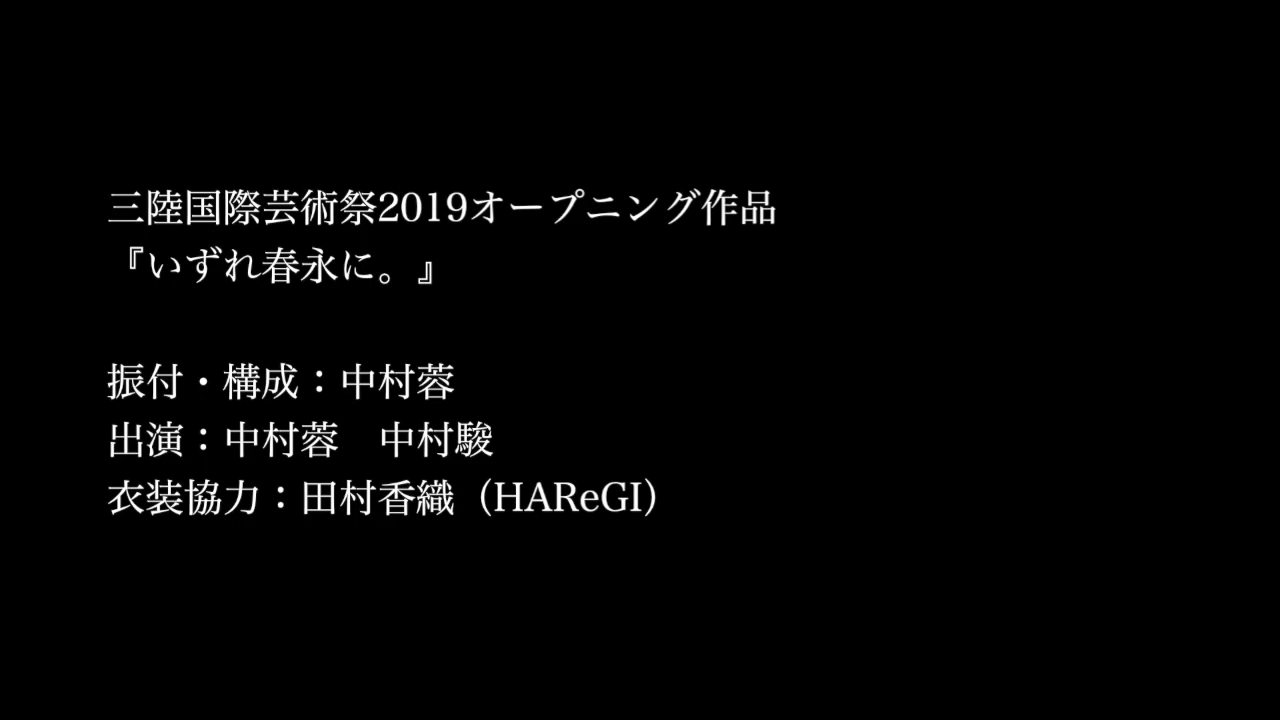 三陸国際芸術祭2019オープニング作品
『いずれ春永に。』
振付・構成：中村蓉
出演：中村蓉　中村駿
衣装協力：田村香織（HAReGI）